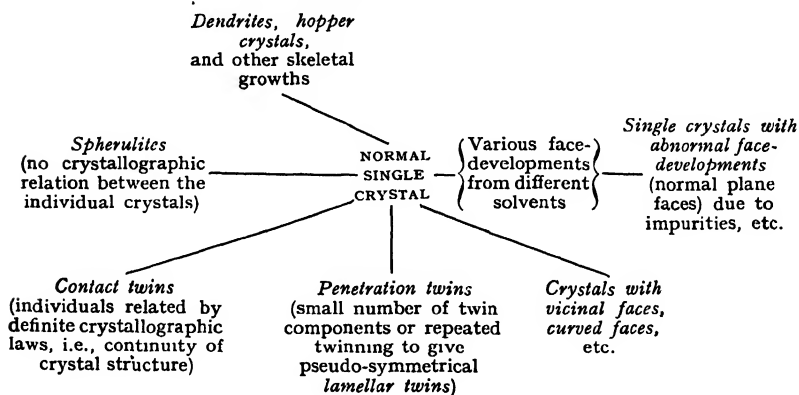 Dendrites, hopper
crystals,
and other skeletal
growths
Spherulites
(no crystallographic
relation between the
individual crystals)
NORMAL
SINGLE
CRYSTAL
Various face-
developments
from different
solvents
Single crystals with
abnormal face-
developments
(normal plane
faces) due to
impurities, etc.
Contact twins
(individuals related by
definite crystallographic
laws, i.e., continuity of
crystal structure)
Penetration twins
(small number of twin
components or repeated
twinning to give
pseudo-symmetrical
lamellar twins)
Crystals with
vicinal faces,
curved faces,
etc.